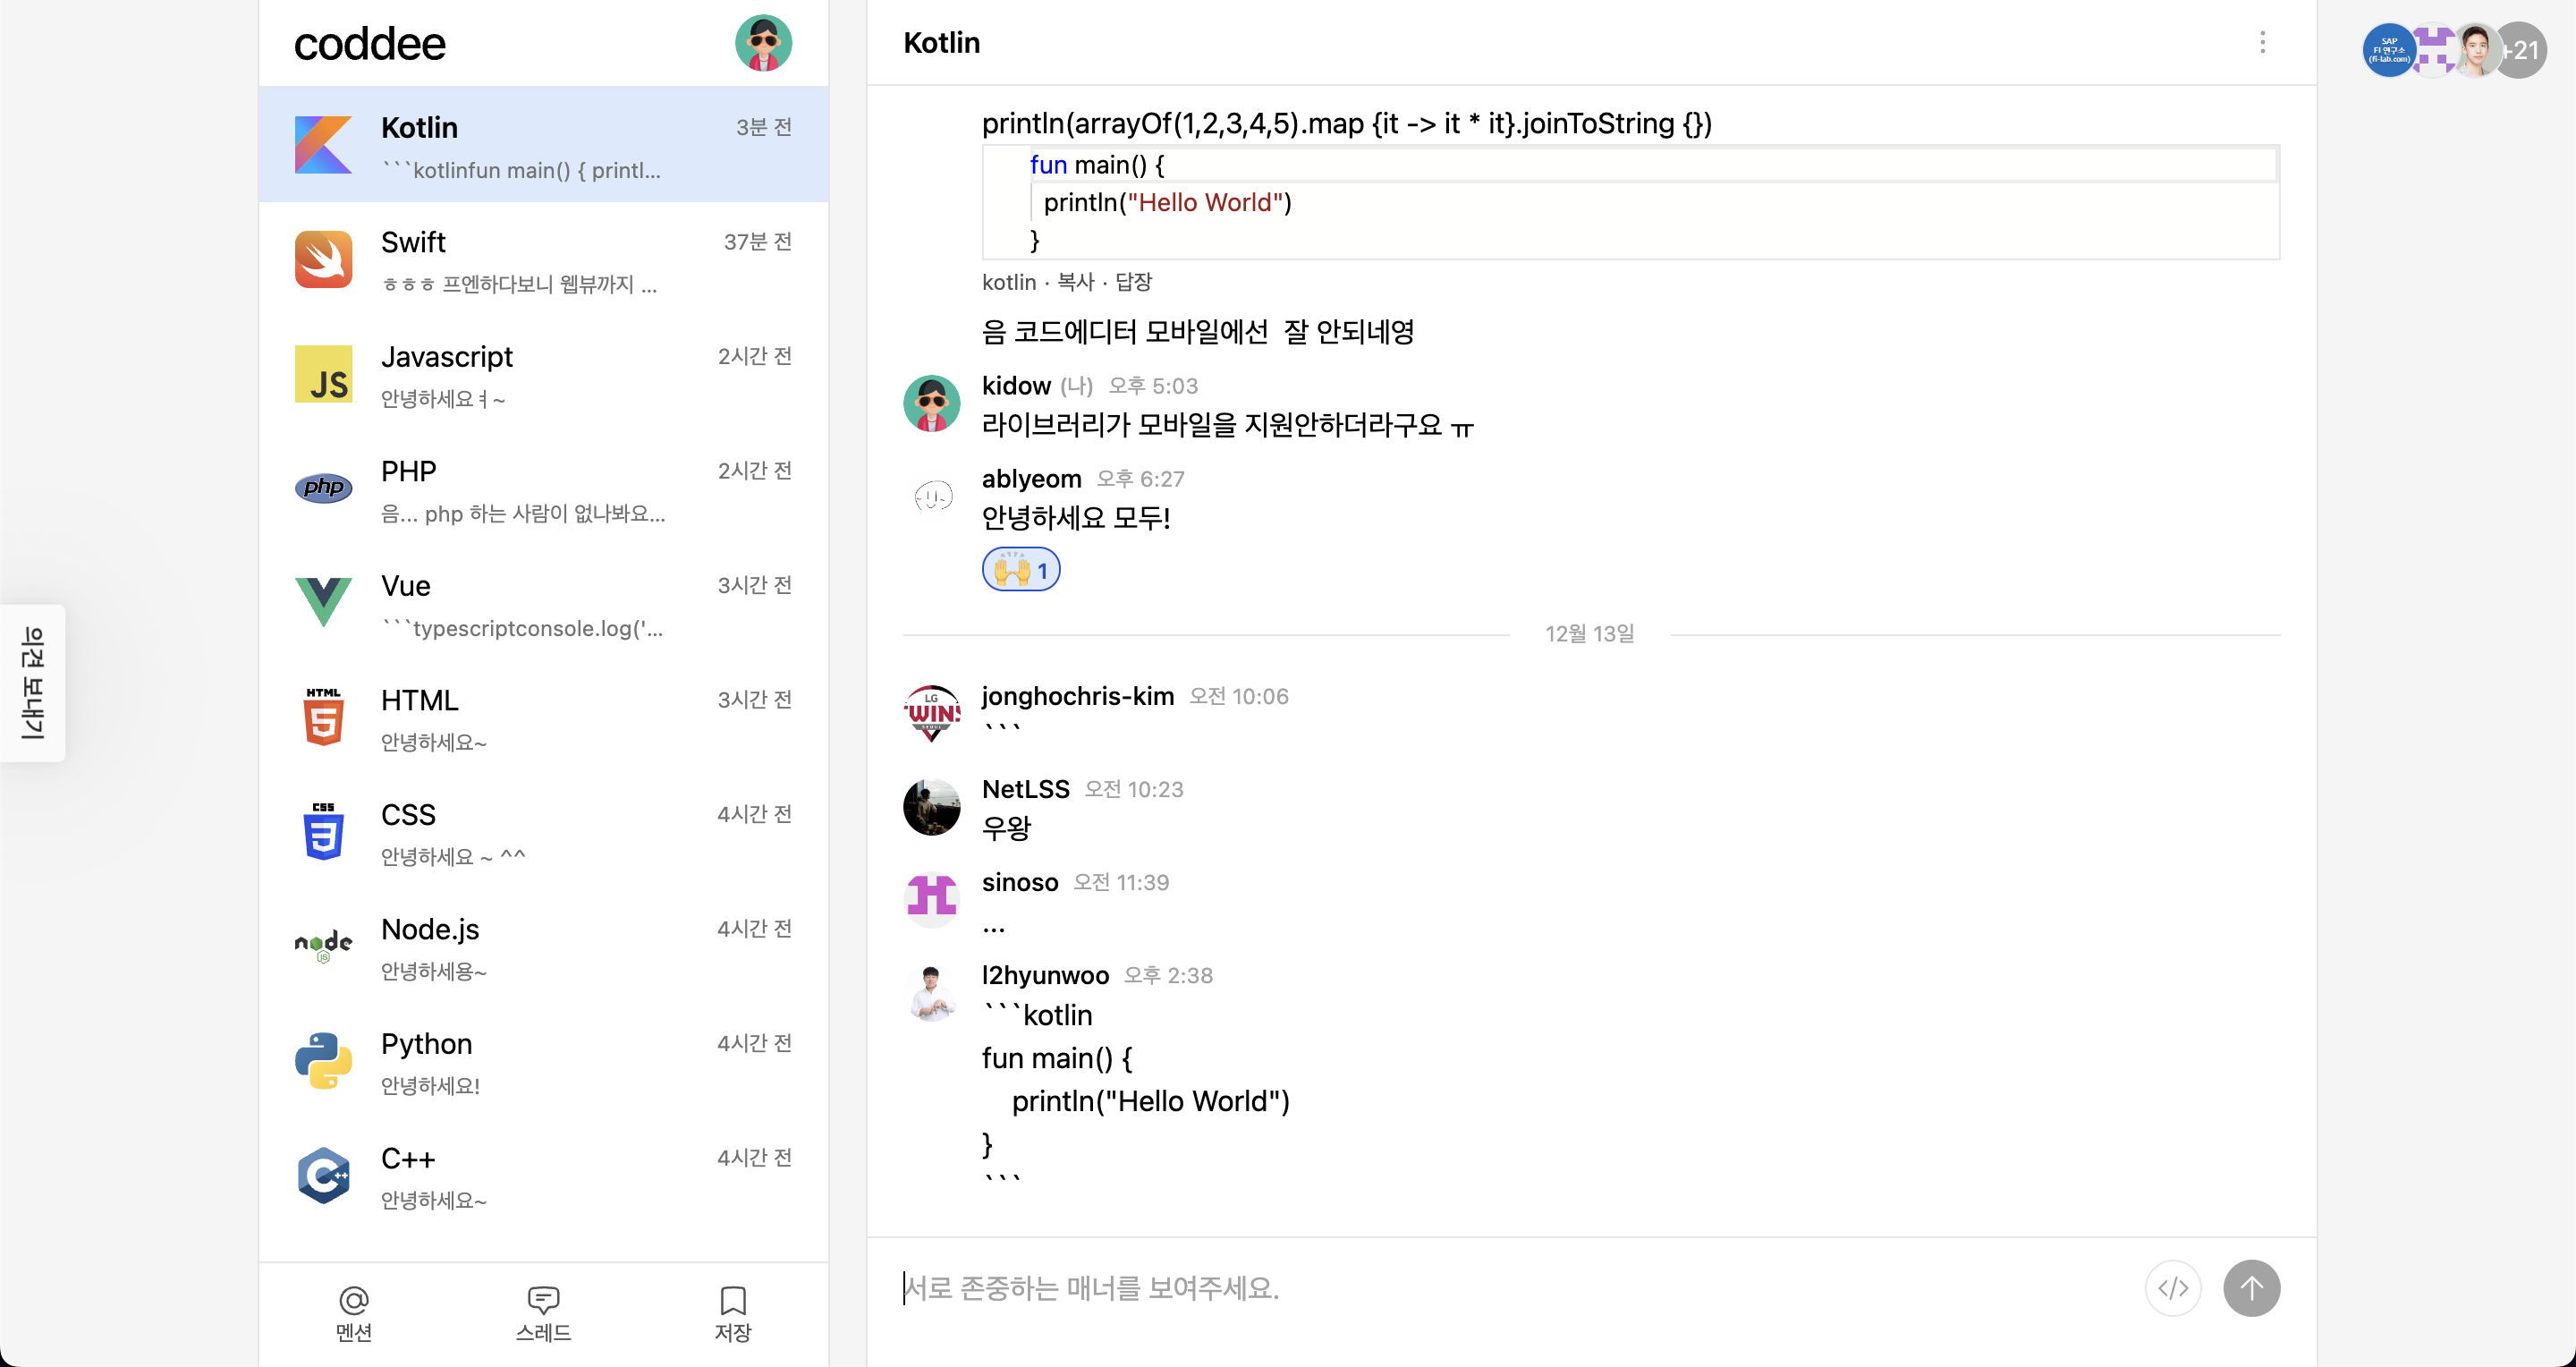 coddee
Kotlin
3분 전
```kotlinfun main() { printl...
Swift
37분 전
ㅎㅎㅎ 프엔하다보니 웹뷰까지 ...
JS
Javascript
2시간 전
안녕하세요ㅕ~
php
PHP
2시간 전
음... php 하는 사람이 없나봐요...
Vue
3시간 전
```typescriptconsole.log('...
HTML
5
HTML
3시간 전
안녕하세요~
CSS
3
CSS
4시간 전
안녕하세요 ~ ^^
node
JS
Node.js
4시간 전
안녕하세용~
Python
4시간 전
안녕하세요!
C++
C++
4시간 전
안녕하세요~
멘션
스레드
저장
의견 보내기
Kotlin
println(arrayOf(1,2,3,4,5).map {it -> it * it}.joinToString {})
fun main() {
println("Hello World")
}
kotlin · 복사 · 답장
음 코드에디터 모바일에선  잘 안되네영
kidow (나) 오후 5:03
라이브러리가 모바일을 지원안하더라구요 ㅠ
ablyeom 오후 6:27
안녕하세요 모두!
🙌 1
12월 13일
LG
TWINS
jonghochris-kim 오전 10:06
```
NetLSS 오전 10:23
우왕
sinoso 오전 11:39
...
l2hyunwoo 오후 2:38
```kotlin
fun main() {
    println("Hello World")
}
```
서로 존중하는 매너를 보여주세요.
</>
SAP
FI 연구소
(fi-lab.com)
+21